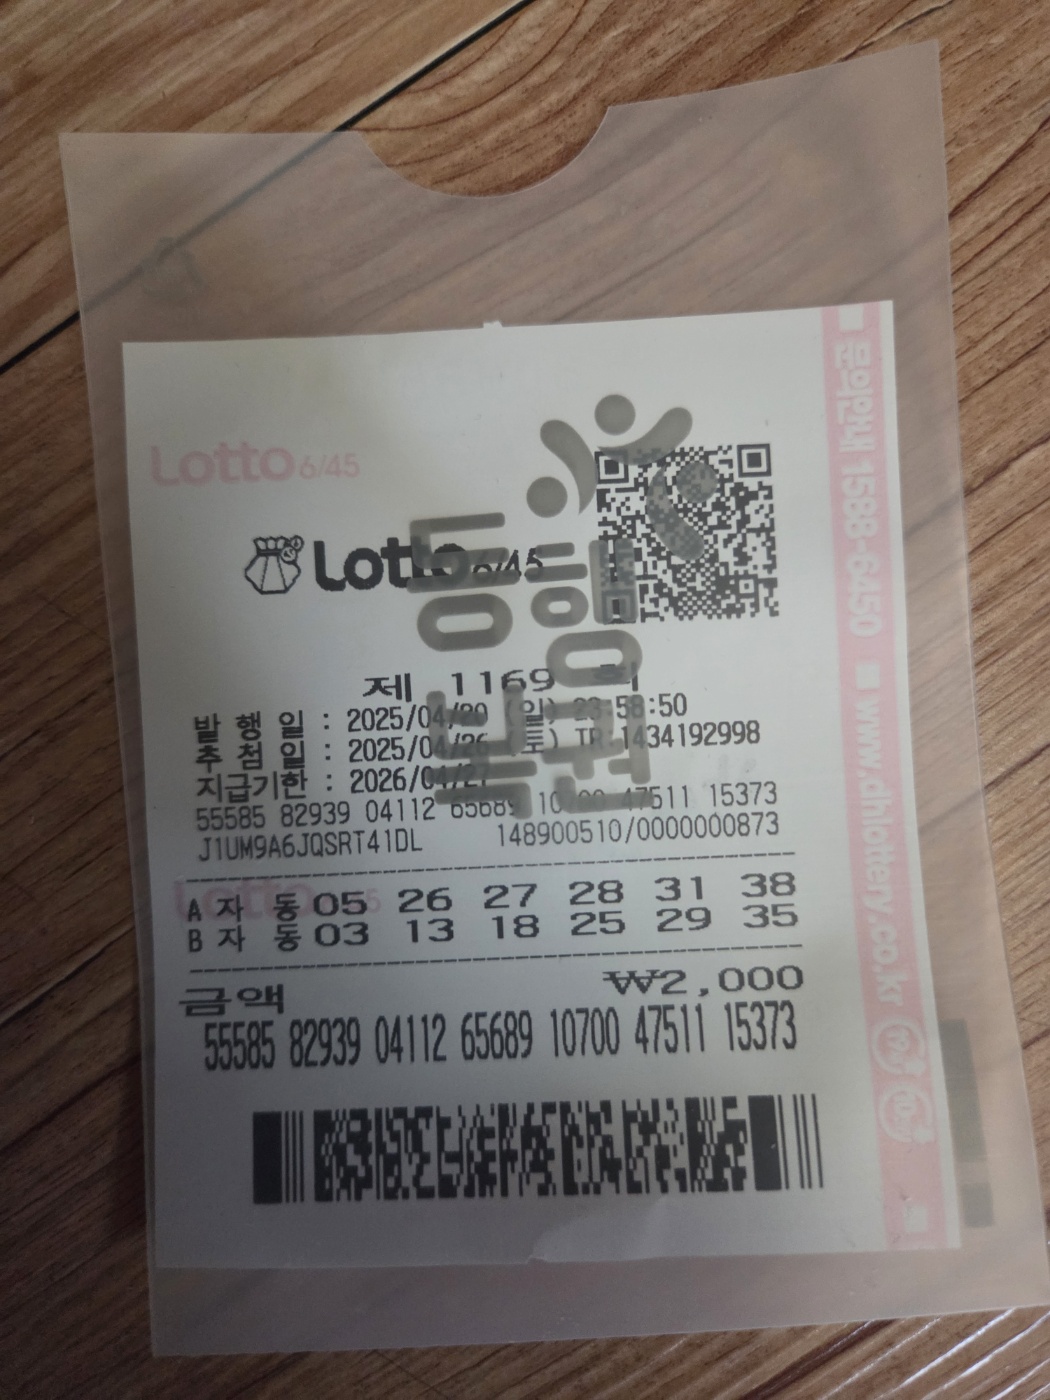 Lotto 6/45
Lotto 6/45
동행복권
제 1169 회
발 행 일 : 2025/04/20 (일) 23:58:50
추 첨 일 : 2025/04/26 (토) TR:1434192998
지급기한 : 2026/04/27
55585 82939 04112 65689 10700 47511 15373
J1UM9A6JQSRT41DL 148900510/0000000873
Lotto
A 자 동 05 26 27 28 31 38
B 자 동 03 13 18 25 29 35
금액 ₩2,000
55585 82939 04112 65689 10700 47511 15373
■ 문의안내 1588-6450 ■ www.dhlottery.co.kr